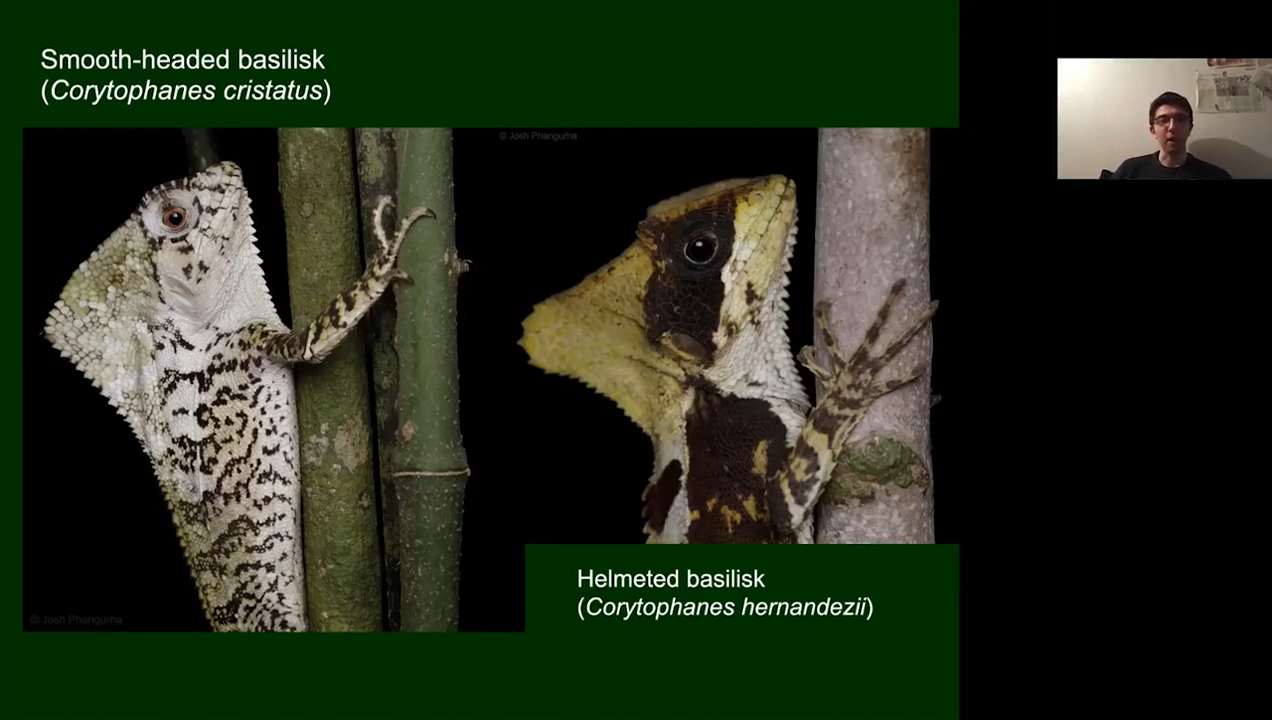 Smooth-headed basilisk
(Corytophanes cristatus)
© Josh Phangurha
© Josh Phangurha
Helmeted basilisk
(Corytophanes hernandezii)